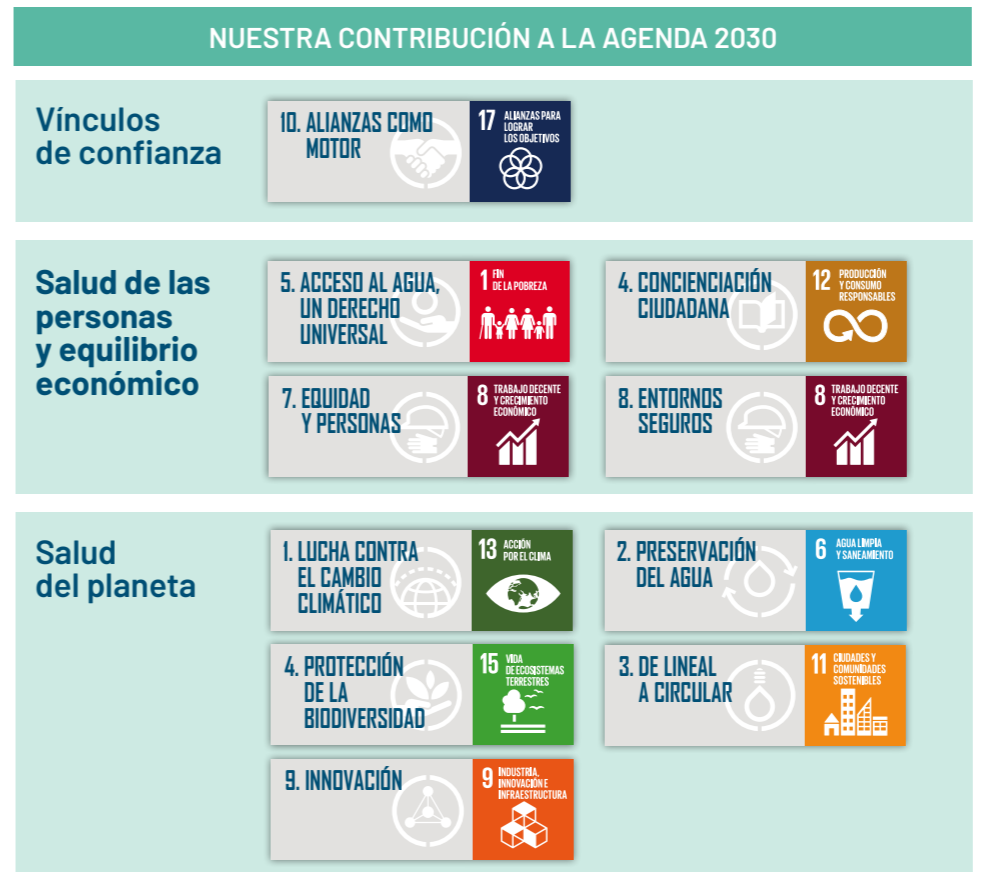 NUESTRA CONTRIBUCIÓN A LA AGENDA 2030
Vínculos
de confianza
10. ALIANZAS COMO
MOTOR
17 ALIANZAS PARA
LOGRAR
LOS OBJETIVOS
Salud de las
personas
y equilibrio
económico
5. ACCESO AL AGUA,
UN DERECHO
UNIVERSAL
1 FIN
DE LA POBREZA
4. CONCIENCIACIÓN
CIUDADANA
12 PRODUCCIÓN
Y CONSUMO
RESPONSABLES
7. EQUIDAD
Y PERSONAS
8 TRABAJO DECENTE
Y CRECIMIENTO
ECONÓMICO
8. ENTORNOS
SEGUROS
8 TRABAJO DECENTE
Y CRECIMIENTO
ECONÓMICO
Salud
del planeta
1. LUCHA CONTRA
EL CAMBIO
CLIMÁTICO
13 ACCIÓN
POR EL CLIMA
2. PRESERVACIÓN
DEL AGUA
6 AGUA LIMPIA
Y SANEAMIENTO
4. PROTECCIÓN
DE LA
BIODIVERSIDAD
15 VIDA
DE ECOSISTEMAS
TERRESTRES
3. DE LINEAL
A CIRCULAR
11 CIUDADES Y
COMUNIDADES
SOSTENIBLES
9. INNOVACIÓN
9 INDUSTRIA,
INNOVACIÓN E
INFRAESTRUCTURA